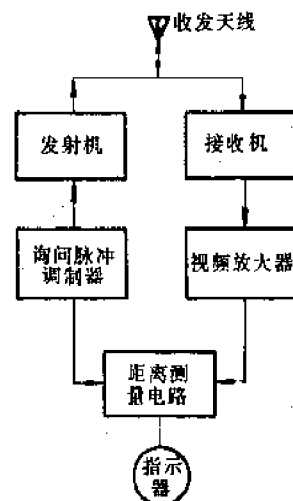 收发天线
发射机
接收机
询问脉冲
调制器
视频放大器
距离测
量电路
指示
器